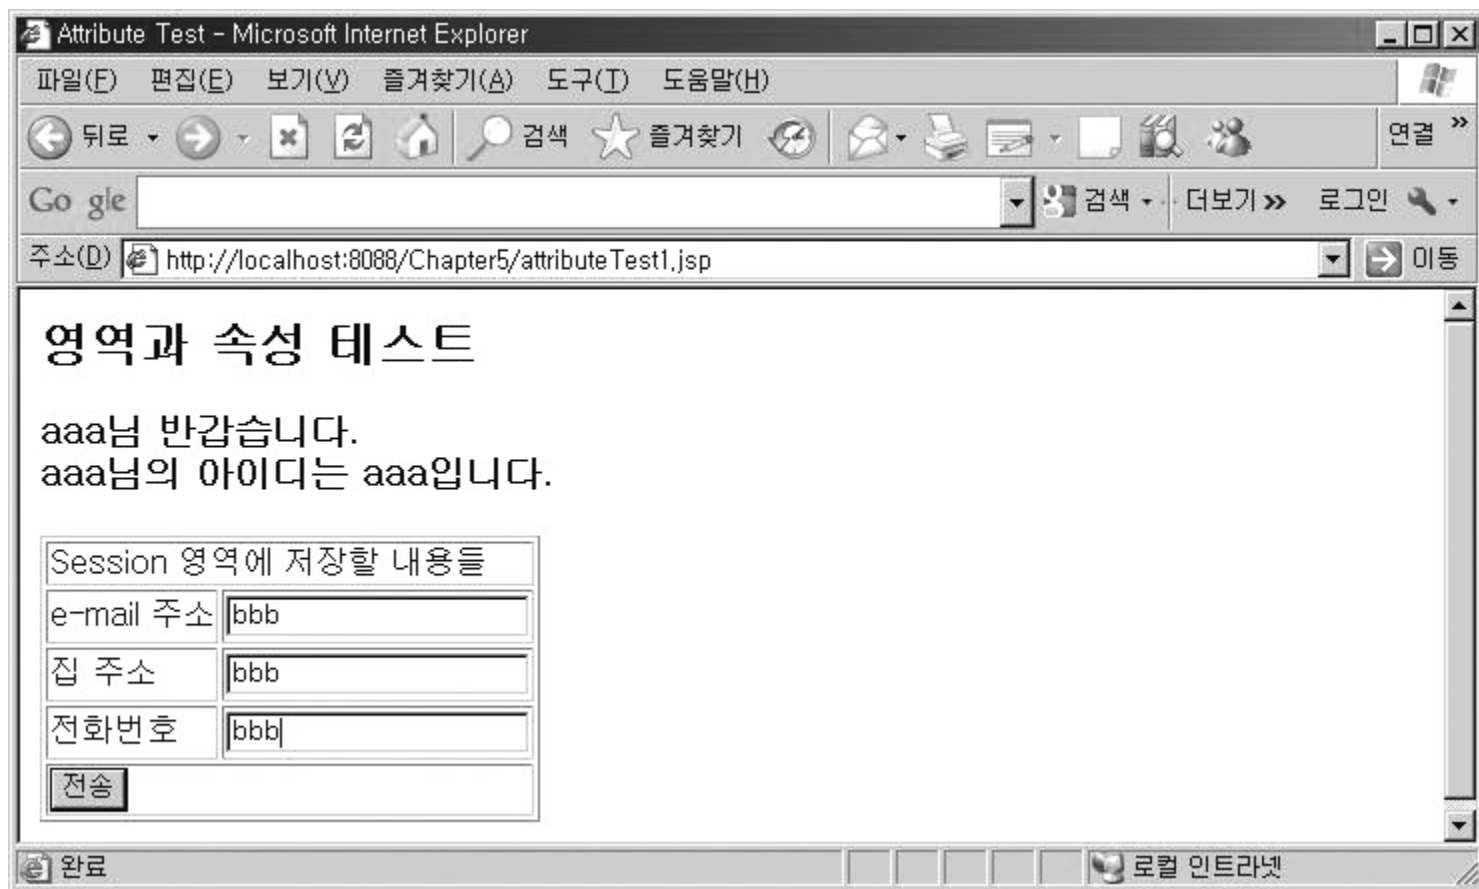 Attribute Test - Microsoft Internet Explorer
파일(F) 편집(E) 보기(V) 즐겨찾기(A) 도구(T) 도움말(H)
뒤로 검색 즐겨찾기 연결 »
Go gle 검색 더보기 » 로그인
주소(D) http://localhost:8088/Chapter5/attributeTest1.jsp 이동
영역과 속성 테스트
aaa님 반갑습니다.
aaa님의 아이디는 aaa입니다.
Session 영역에 저장할 내용들
e-mail 주소 bbb
집 주소 bbb
전화번호 bbb
전송
완료 로컬 인트라넷